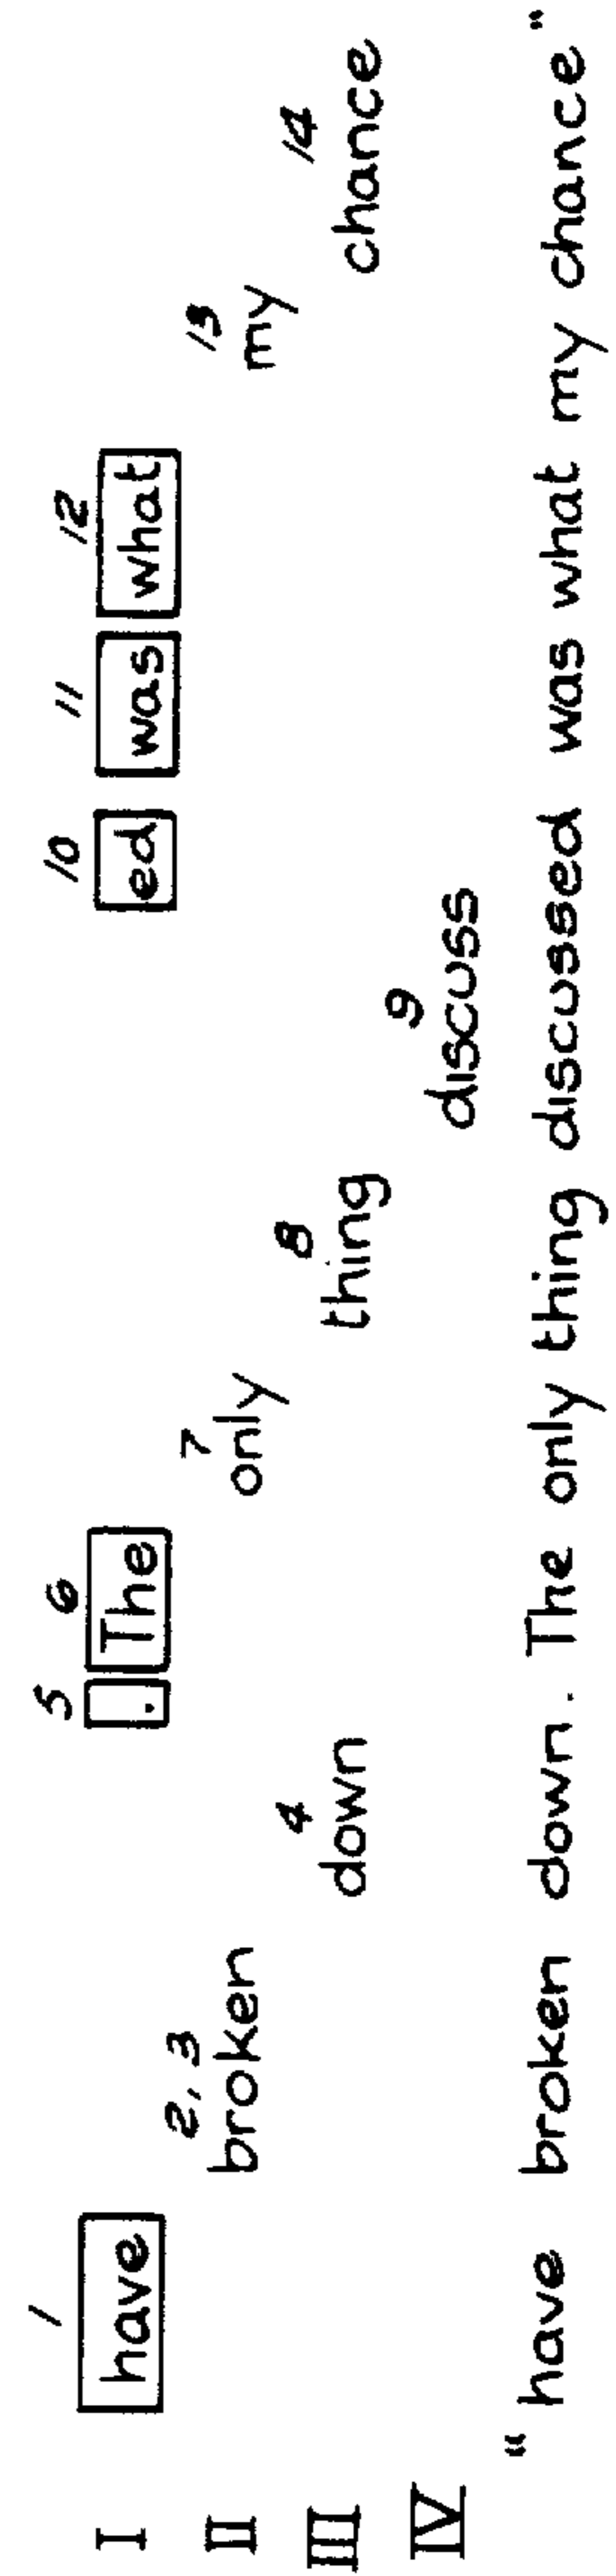 1 5 6 10 11 12
I have . The ed was what
2, 3 7 13
II broken only my
4 8 14
III down thing chance
9
IV discuss
"have broken down. The only thing discussed was what my chance"